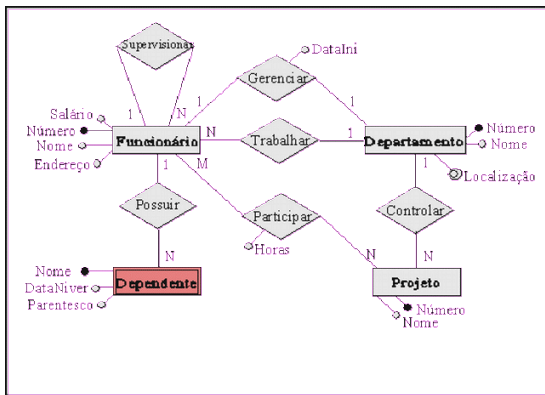 Supervisionar
DataIni
Gerenciar
1
1
Salário
Número
Nome
Endereço
1
N
Funcionário
N
Trabalhar
1
Departamento
Número
Nome
Localização
1
M
1
Possuir
Participar
Horas
Controlar
N
N
N
Nome
DataNiver
Parentesco
Dependente
Projeto
Número
Nome